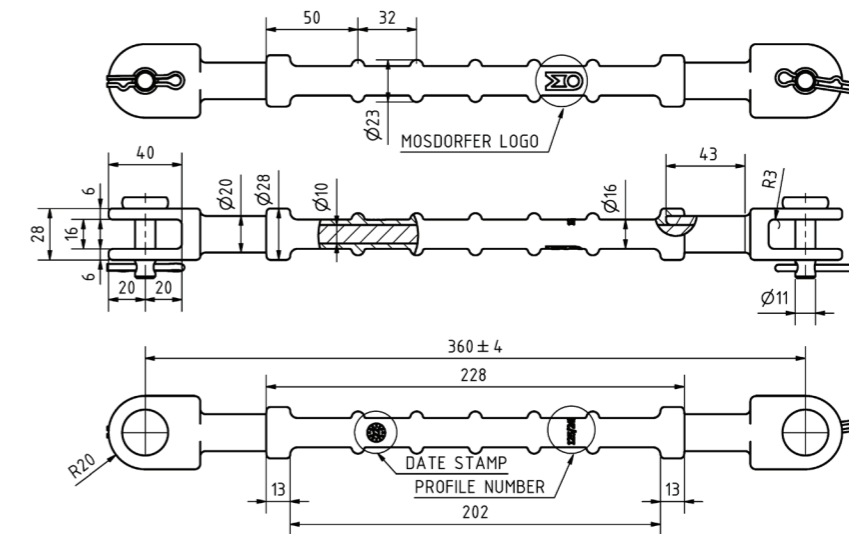 50
32
Ø23
MOSDORFER LOGO
40
43
6
28
16
6
Ø20
Ø28
Ø10
Ø16
R3
20
20
Ø11
360 ± 4
228
R20
DATE STAMP
PROFILE NUMBER
13
13
202